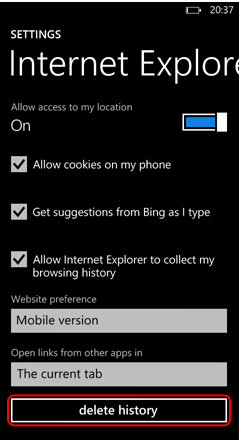 20:37
SETTINGS
Internet Explore
Allow access to my location
On
Allow cookies on my phone
Get suggestions from Bing as I type
Allow Internet Explorer to collect my
browsing history
Website preference
Mobile version
Open links from other apps in
The current tab
delete history